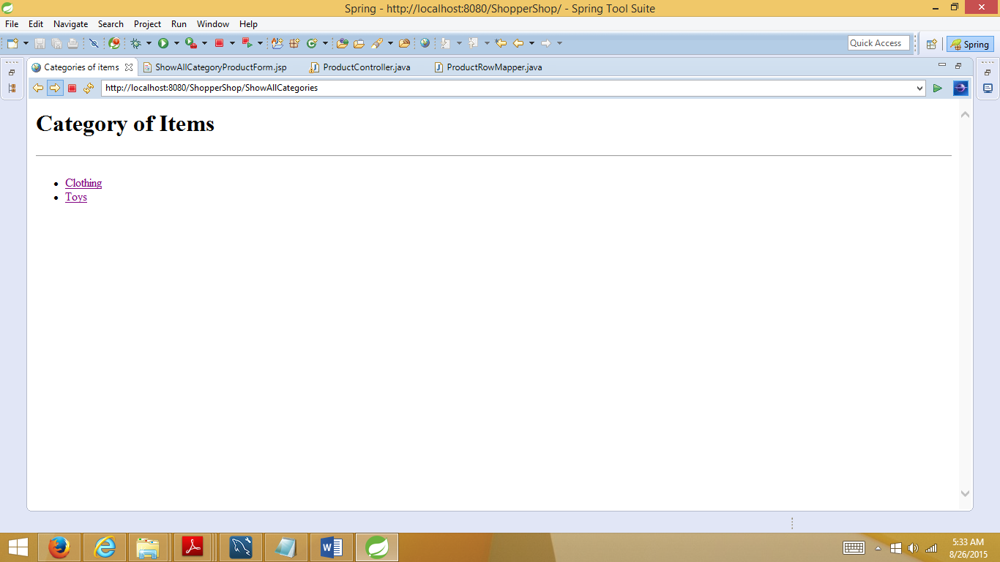 Spring - http://localhost:8080/ShopperShop/ - Spring Tool Suite
File Edit Navigate Search Project Run Window Help
Quick Access
Spring
Categories of items ShowAllCategoryProductForm.jsp ProductController.java ProductRowMapper.java
http://localhost:8080/ShopperShop/ShowAllCategories
Category of Items
Clothing
Toys
5:33 AM
8/26/2015